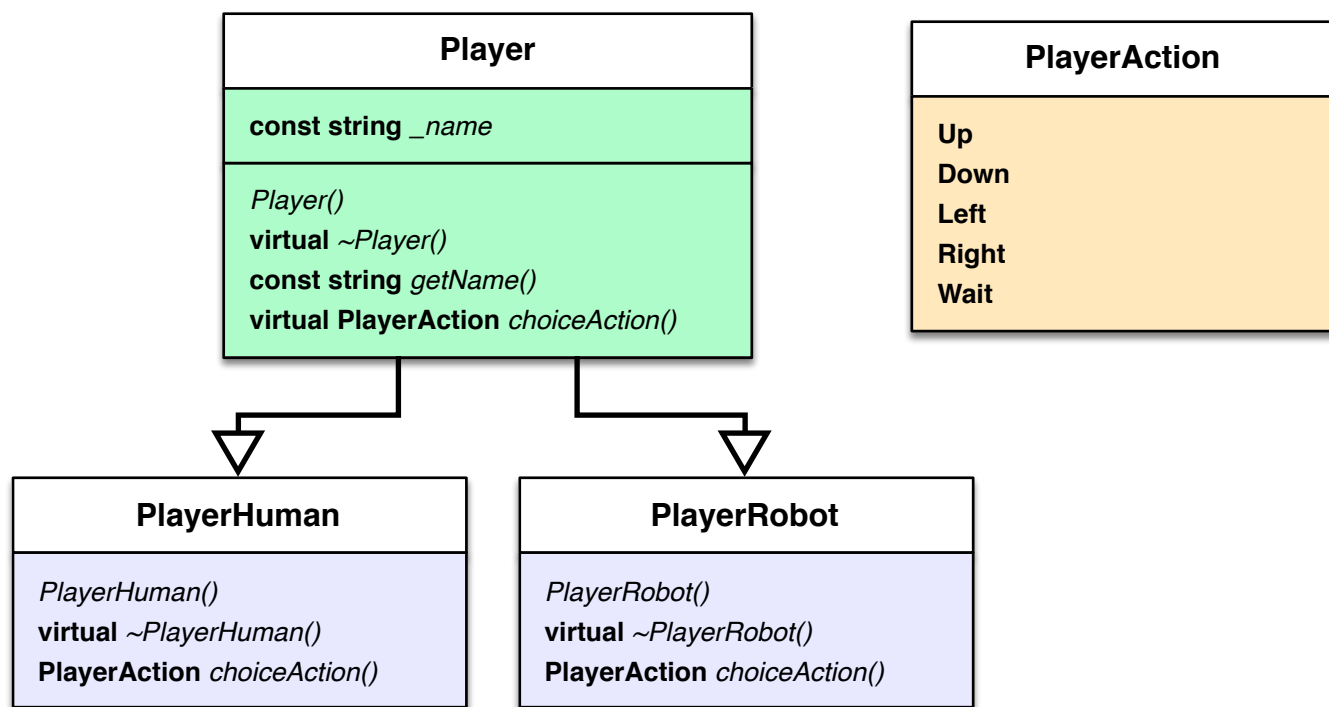 Player
const string _name
Player()
virtual ~Player()
const string getName()
virtual PlayerAction choiceAction()
PlayerAction
Up
Down
Left
Right
Wait
PlayerHuman
PlayerHuman()
virtual ~PlayerHuman()
PlayerAction choiceAction()
PlayerRobot
PlayerRobot()
virtual ~PlayerRobot()
PlayerAction choiceAction()